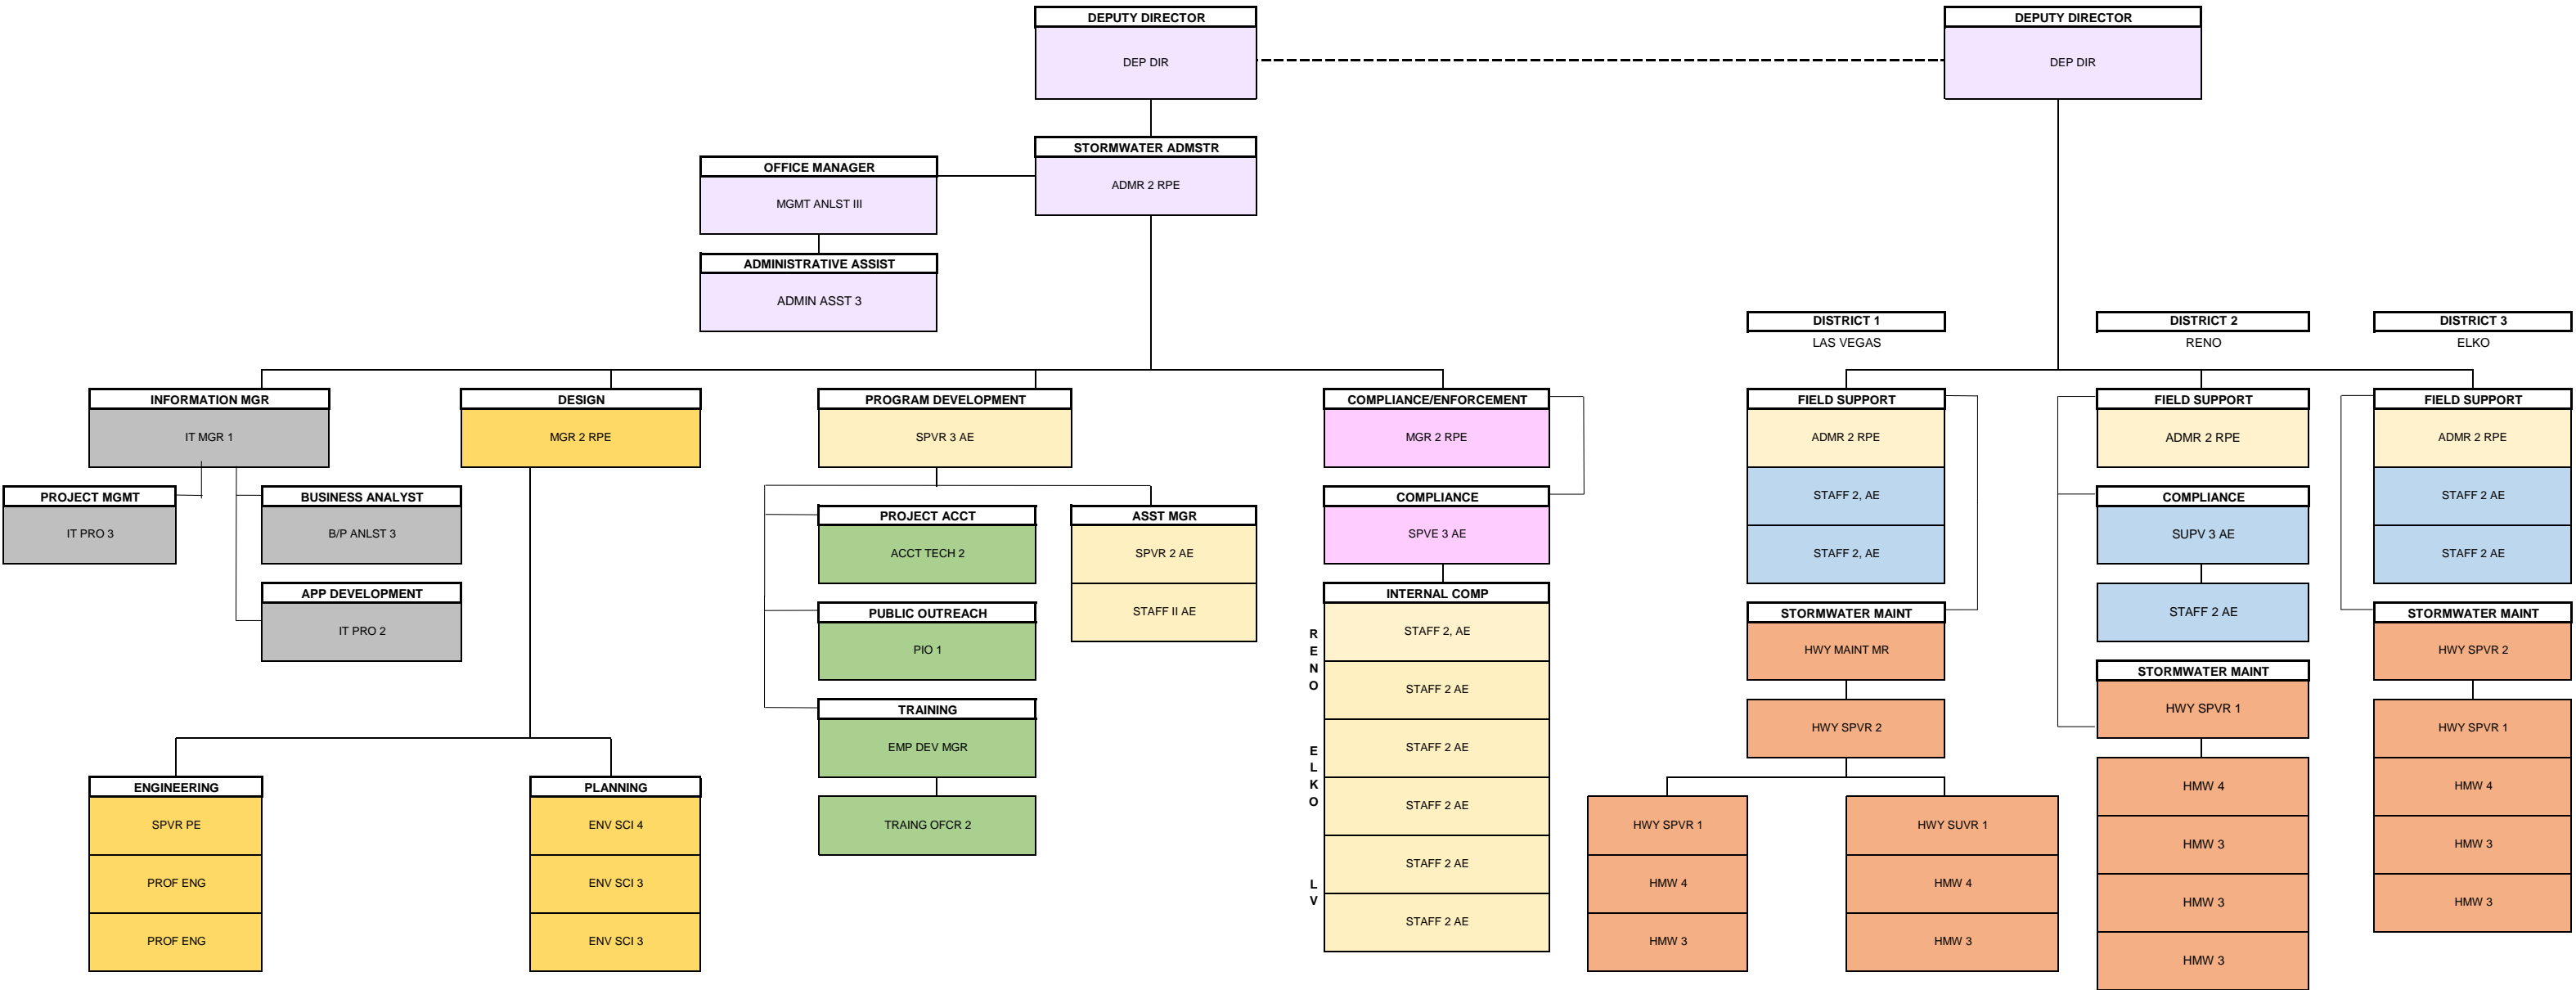 DEPUTY DIRECTOR
DEP DIR
DEPUTY DIRECTOR
DEP DIR
STORMWATER ADMSTR
ADMR 2 RPE
OFFICE MANAGER
MGMT ANLST III
ADMINISTRATIVE ASSIST
ADMIN ASST 3
DISTRICT 1
LAS VEGAS
DISTRICT 2
RENO
DISTRICT 3
ELKO
INFORMATION MGR
IT MGR 1
PROJECT MGMT
IT PRO 3
BUSINESS ANALYST
B/P ANLST 3
APP DEVELOPMENT
IT PRO 2
DESIGN
MGR 2 RPE
ENGINEERING
SPVR PE
PROF ENG
PROF ENG
PLANNING
ENV SCI 4
ENV SCI 3
ENV SCI 3
PROGRAM DEVELOPMENT
SPVR 3 AE
PROJECT ACCT
ACCT TECH 2
PUBLIC OUTREACH
PIO 1
TRAINING
EMP DEV MGR
TRAING OFCR 2
ASST MGR
SPVR 2 AE
STAFF II AE
COMPLIANCE/ENFORCEMENT
MGR 2 RPE
COMPLIANCE
SPVE 3 AE
INTERNAL COMP
RENO
STAFF 2, AE
STAFF 2 AE
ELKO
STAFF 2 AE
STAFF 2 AE
LV
STAFF 2 AE
STAFF 2 AE
FIELD SUPPORT
ADMR 2 RPE
STAFF 2, AE
STAFF 2, AE
STORMWATER MAINT
HWY MAINT MR
HWY SPVR 2
HWY SPVR 1
HMW 4
HMW 3
HWY SUVR 1
HMW 4
HMW 3
FIELD SUPPORT
ADMR 2 RPE
COMPLIANCE
SUPV 3 AE
STAFF 2 AE
STORMWATER MAINT
HWY SPVR 1
HMW 4
HMW 3
HMW 3
HMW 3
FIELD SUPPORT
ADMR 2 RPE
STAFF 2 AE
STAFF 2 AE
STORMWATER MAINT
HWY SPVR 2
HWY SPVR 1
HMW 4
HMW 3
HMW 3